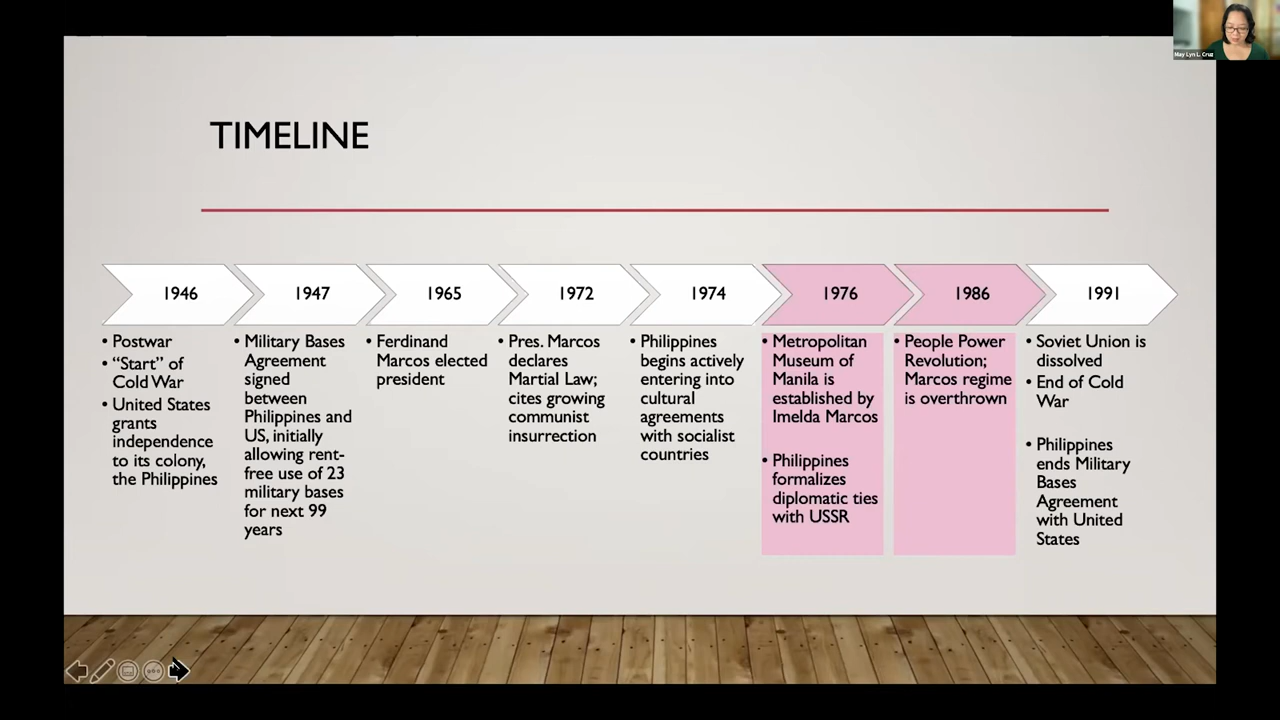 May Lyn L. Cruz
TIMELINE
1946
• Postwar
• “Start” of
Cold War
• United States
grants
independence
to its colony,
the Philippines
1947
• Military Bases
Agreement
signed
between
Philippines and
US, initially
allowing rent-
free use of 23
military bases
for next 99
years
1965
• Ferdinand
Marcos elected
president
1972
• Pres. Marcos
declares
Martial Law;
cites growing
communist
insurrection
1974
• Philippines
begins actively
entering into
cultural
agreements
with socialist
countries
1976
• Metropolitan
Museum of
Manila is
established by
Imelda Marcos
• Philippines
formalizes
diplomatic ties
with USSR
1986
• People Power
Revolution;
Marcos regime
is overthrown
1991
• Soviet Union is
dissolved
• End of Cold
War
• Philippines
ends Military
Bases
Agreement
with United
States